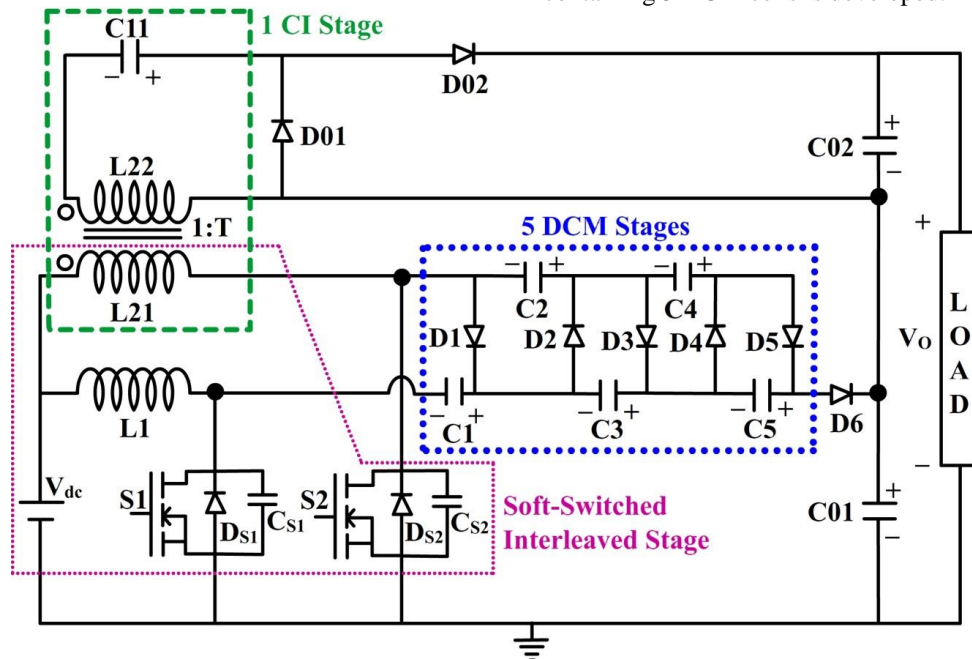 1 CI Stage
C11
D02
D01
C02
L22
1:T
L21
5 DCM Stages
C2
C4
D1
D2
D3
D4
D5
C1
C3
C5
D6
L1
Vdc
S1
DS1
CS1
S2
DS2
CS2
Soft-Switched
Interleaved Stage
C01
VO
LOAD